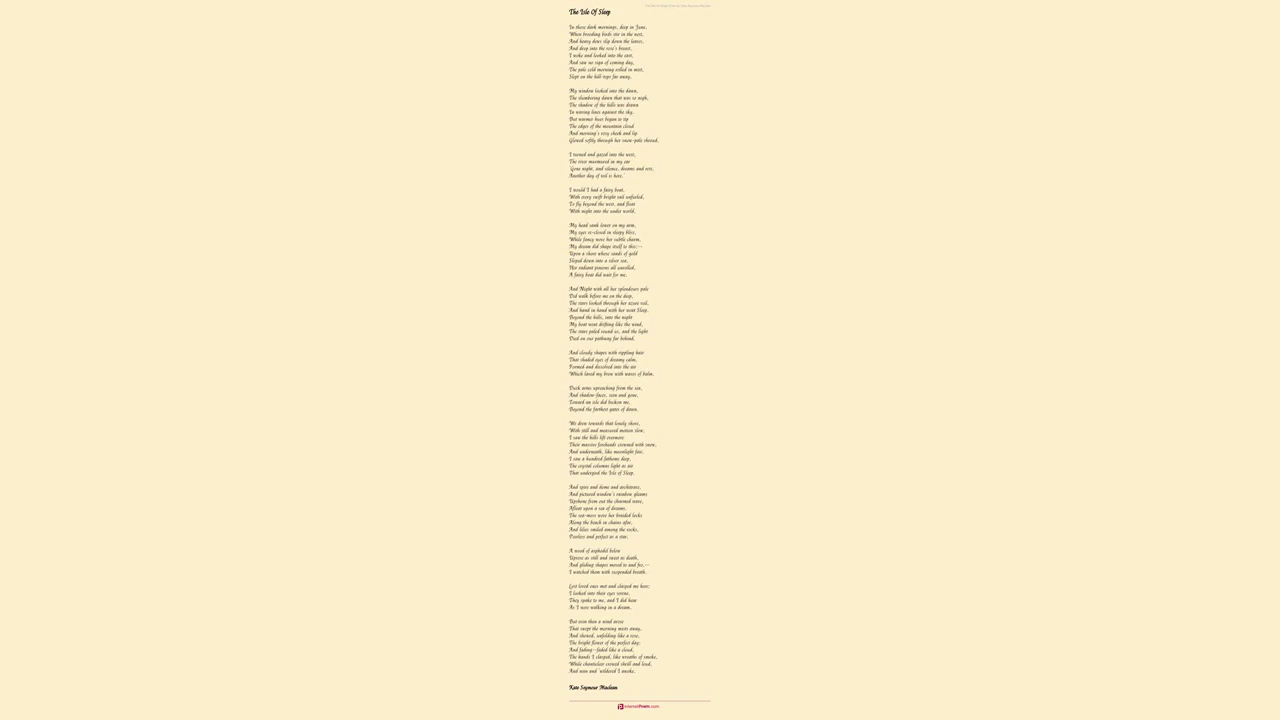 The Isle Of Sleep Poem by Kate Seymour Maclean
The Isle Of Sleep
In these dark mornings, deep in June,
When brooding birds stir in the nest,
And heavy dews slip down the leaves,
And deep into the rose's breast,
I woke and looked into the east,
And saw no sign of coming day,
The pale cold morning rolled in mist,
Slept on the hill-tops far away.
My window looked into the dawn,
The slumbering dawn that was so nigh,
The shadow of the hills was drawn
In waving lines against the sky.
But warmer hues began to tip
The edges of the mountain cloud
And morning's rosy cheek and lip
Glowed softly through her snow-pale shroud.
I turned and gazed into the west,
The river murmured in my ear
'Gone night, and silence, dreams and rest,
Another day of toil is here.'
I would I had a fairy boat,
With every swift bright sail unfurled,
To fly beyond the west, and float
With night into the under world.
My head sank lower on my arm,
My eyes re-closed in sleepy bliss,
While fancy wove her subtle charm,
My dream did shape itself to this:--
Upon a shore whose sands of gold
Sloped down into a silver sea,
Her radiant pinions all unrolled,
A fairy boat did wait for me.
And Night with all her splendours pale
Did walk before me on the deep,
The stars looked through her azure veil,
And hand in hand with her went Sleep.
Beyond the hills, into the night
My boat went drifting like the wind,
The stars paled round us, and the light
Died on our pathway far behind.
And cloudy shapes with rippling hair
That shaded eyes of dreamy calm,
Formed and dissolved into the air
Which laved my brow with waves of balm.
Dusk arms upreaching from the sea,
And shadow-faces, seen and gone,
Toward an isle did beckon me,
Beyond the farthest gates of dawn.
We drew towards that lonely shore,
With still and measured motion slow,
I saw the hills lift evermore
Their massive foreheads crowned with snow,
And underneath, like moonlight fair,
I saw a hundred fathoms deep,
The crystal columns light as air
That undergird the Isle of Sleep.
And spire and dome and architrave,
And pictured window's rainbow gleams
Upshone from out the charmed wave,
Afloat upon a sea of dreams.
The sea-moss wove her braided locks
Along the beach in chains afar,
And lilies smiled among the rocks,
Peerless and perfect as a star.
A wood of asphodel below
Uprose as still and sweet as death,
And gliding shapes moved to and fro,--
I watched them with suspended breath.
Lost loved ones met and clasped me here;
I looked into their eyes serene,
They spoke to me, and I did hear
As I were walking in a dream.
But even then a wind arose
That swept the morning mists away,
And showed, unfolding like a rose,
The bright flower of the perfect day;
And fading--faded like a cloud,
The hands I clasped, like wreaths of smoke,
While chanticleer crowed shrill and loud,
And wan and 'wildered I awoke.
Kate Seymour Maclean
InternetPoem.com